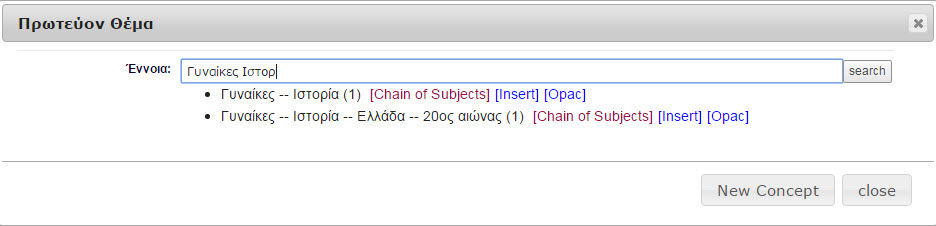 Πρωτεύον Θέμα
Έννοια: Γυναίκες Ιστορ search
Γυναίκες -- Ιστορία (1) [Chain of Subjects] [Insert] [Opac]
Γυναίκες -- Ιστορία -- Ελλάδα -- 20ος αιώνας (1) [Chain of Subjects] [Insert] [Opac]
New Concept close